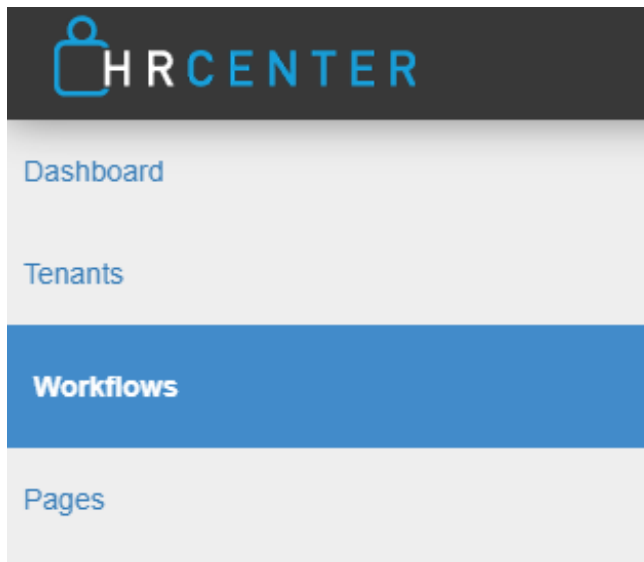 HRCENTER
Dashboard
Tenants
Workflows
Pages